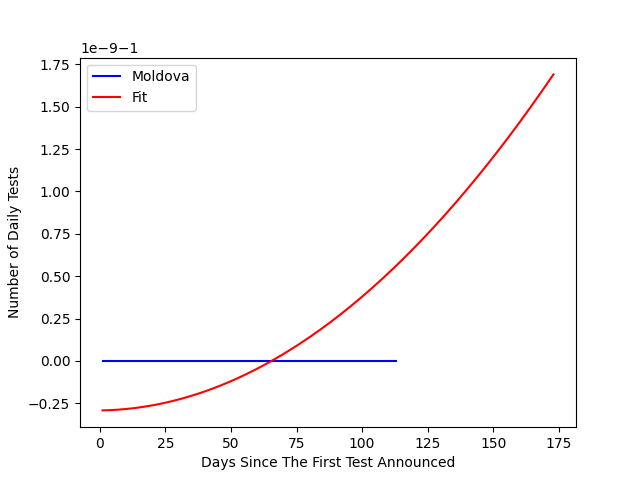 1e−9−1
1.75
1.50
1.25
1.00
0.75
0.50
0.25
0.00
−0.25
Number of Daily Tests
Moldova
Fit
0 25 50 75 100 125 150 175
Days Since The First Test Announced